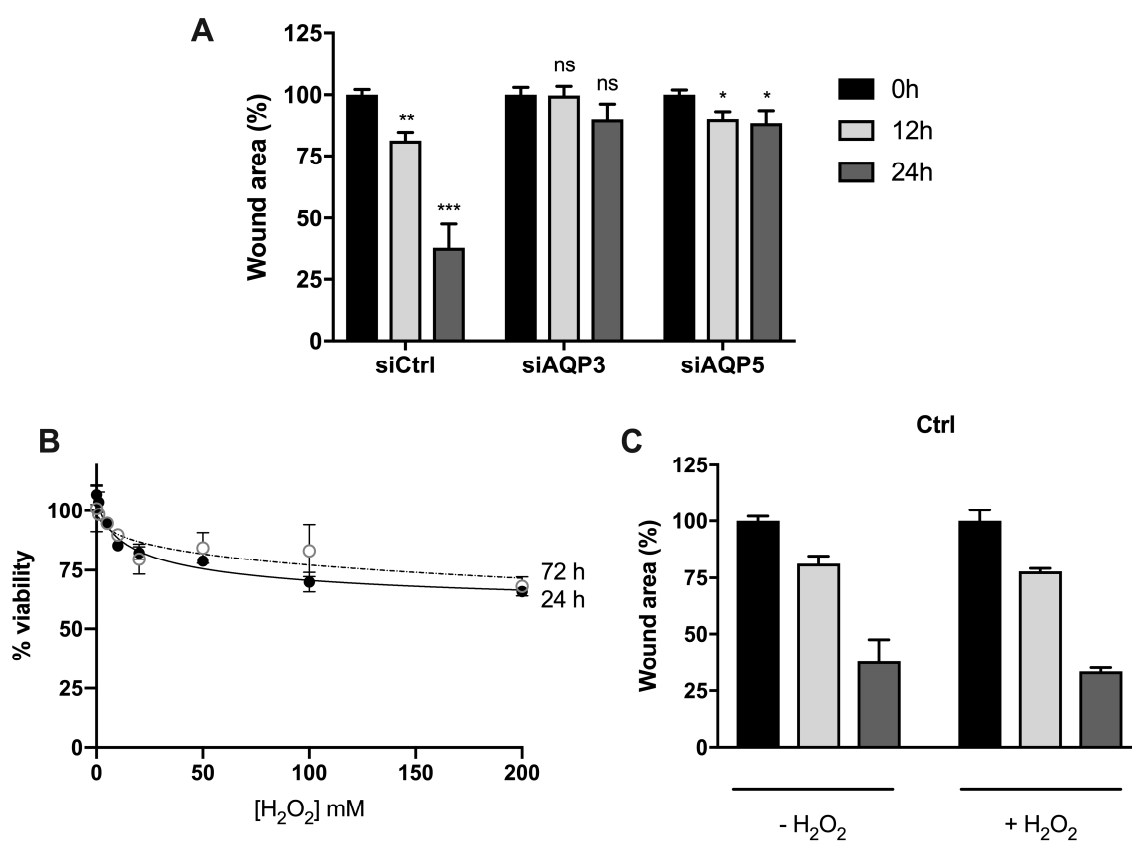 A
125
100
75
50
25
0
Wound area (%)
**
***
ns
ns
*
*
siCtrl
siAQP3
siAQP5
0h
12h
24h
B
100
75
50
25
0
% viability
72 h
24 h
0
50
100
150
200
[H₂O₂] mM
C
Ctrl
125
100
75
50
25
0
Wound area (%)
- H₂O₂
+ H₂O₂